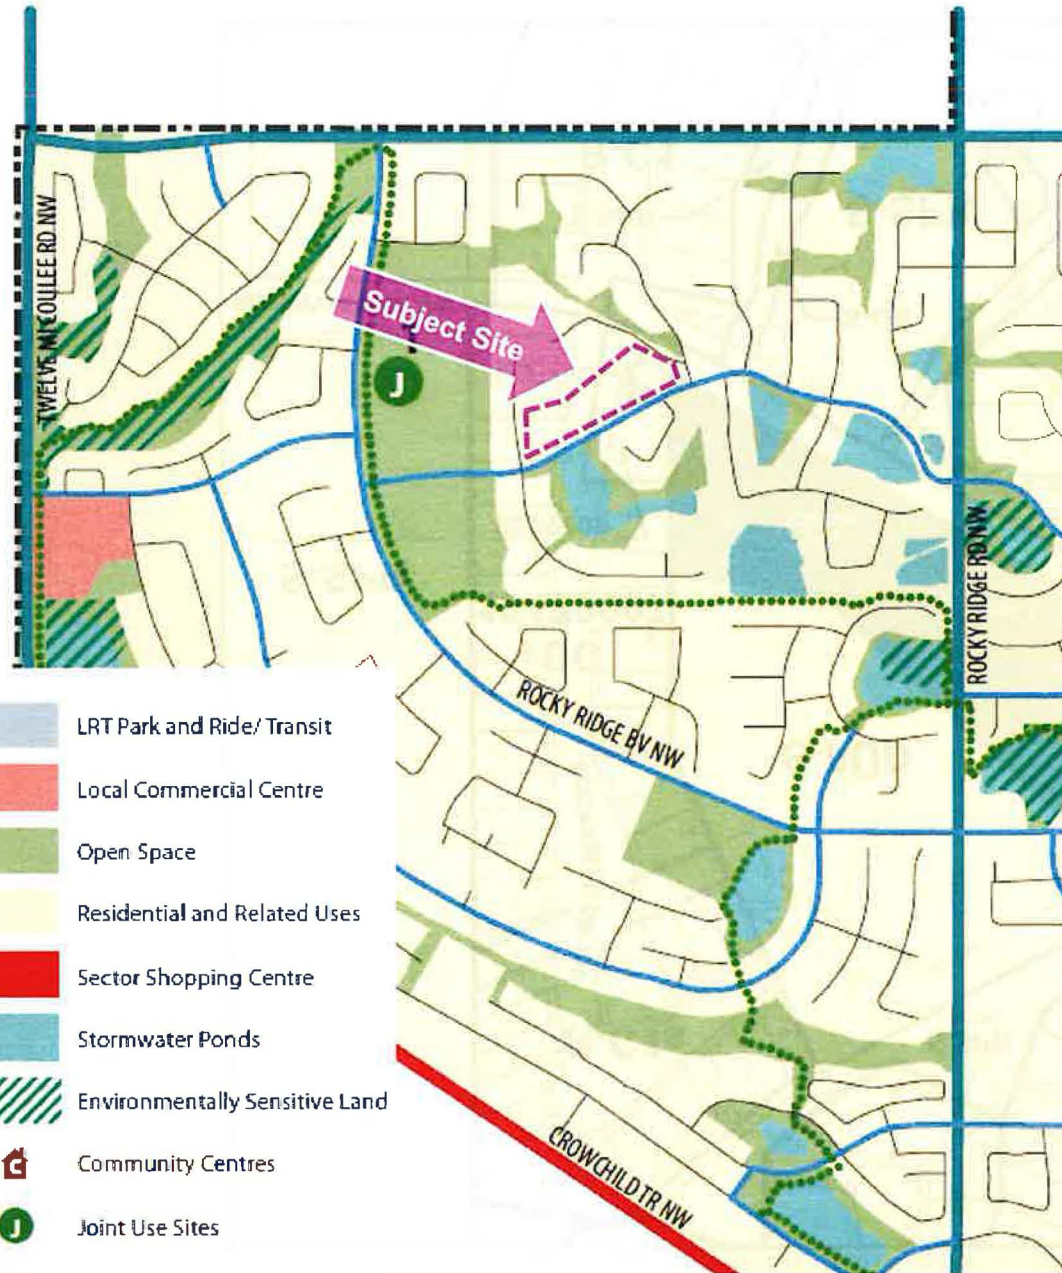 TWELVE MI COULEE RD NW
Subject Site
J
ROCKY RIDGE RD NW
ROCKY RIDGE BV NW
CROWCHILD TR NW
LRT Park and Ride/ Transit
Local Commercial Centre
Open Space
Residential and Related Uses
Sector Shopping Centre
Stormwater Ponds
Environmentally Sensitive Land
C
Community Centres
J
Joint Use Sites